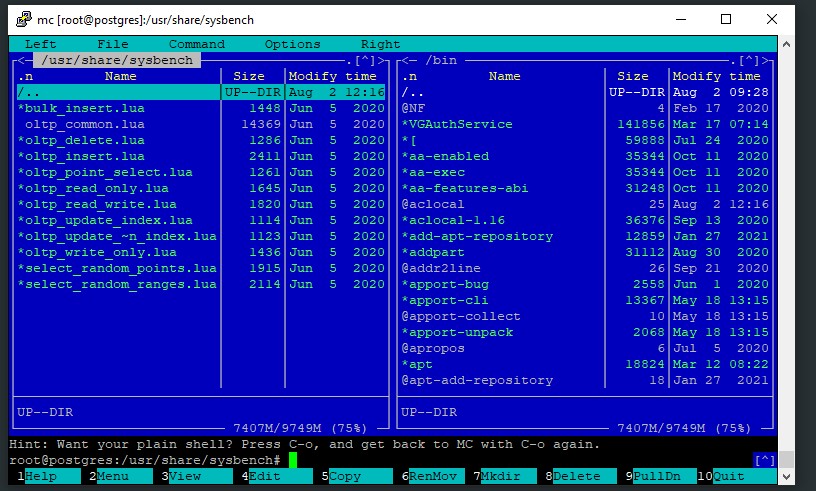 mc [root@postgres]:/usr/share/sysbench
Left File Command Options Right
<─ /usr/share/sysbench ─.[^]> <─ /bin ─.[^]>
.n Name Size Modify time .n Name Size Modify time
/.. UP--DIR Aug 2 12:16 /.. UP--DIR Aug 2 09:28
*bulk_insert.lua 1448 Jun 5 2020 @NF 4 Feb 17 2020
oltp_common.lua 14369 Jun 5 2020 *VGAuthService 141856 Mar 17 07:14
*oltp_delete.lua 1286 Jun 5 2020 *[ 59888 Jul 24 2020
*oltp_insert.lua 2411 Jun 5 2020 *aa-enabled 35344 Oct 11 2020
*oltp_point_select.lua 1261 Jun 5 2020 *aa-exec 35344 Oct 11 2020
*oltp_read_only.lua 1645 Jun 5 2020 *aa-features-abi 31248 Oct 11 2020
*oltp_read_write.lua 1820 Jun 5 2020 @aclocal 25 Aug 2 12:16
*oltp_update_index.lua 1114 Jun 5 2020 *aclocal-1.16 36376 Sep 13 2020
*oltp_update_~n_index.lua 1123 Jun 5 2020 *add-apt-repository 12859 Jan 27 2021
*oltp_write_only.lua 1436 Jun 5 2020 *addpart 31112 Aug 30 2020
*select_random_points.lua 1915 Jun 5 2020 @addr2line 26 Sep 21 2020
*select_random_ranges.lua 2114 Jun 5 2020 *apport-bug 2558 Jun 1 2020
*apport-cli 13367 May 18 13:15
@apport-collect 10 May 18 13:15
*apport-unpack 2068 May 18 13:15
@apropos 6 Jul 5 2020
*apt 18824 Mar 12 08:22
@apt-add-repository 18 Jan 27 2021
UP--DIR UP--DIR
7407M/9749M (75%) 7407M/9749M (75%)
Hint: Want your plain shell? Press C-o, and get back to MC with C-o again.
root@postgres:/usr/share/sysbench# [^]
1Help 2Menu 3View 4Edit 5Copy 6RenMov 7Mkdir 8Delete 9PullDn 10Quit